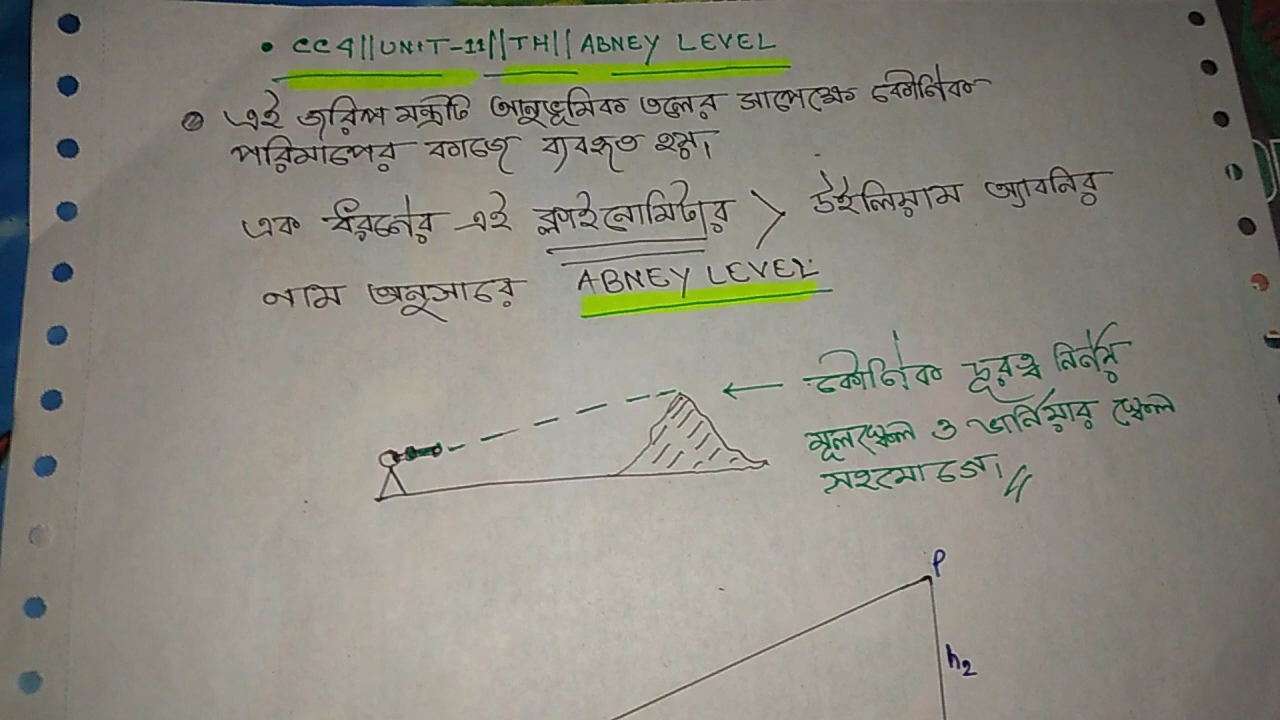 • CC4||UNIT-11||TH||ABNEY LEVEL
এই জরিপ যন্ত্রটি অনুভূমিক তলের সাপেক্ষে কৌণিক
পরিমাপের কাজে ব্যবহৃত হয়।
এক ধরনের এই ক্লাইনোমিটার > উইলিয়াম অ্যাবনির
নাম অনুসারে ABNEY LEVEL
← কৌণিক দূরত্ব নির্ণয়
মূলস্কেল ও ভার্নিয়ার স্কেল
সহযোগে।
P
h2